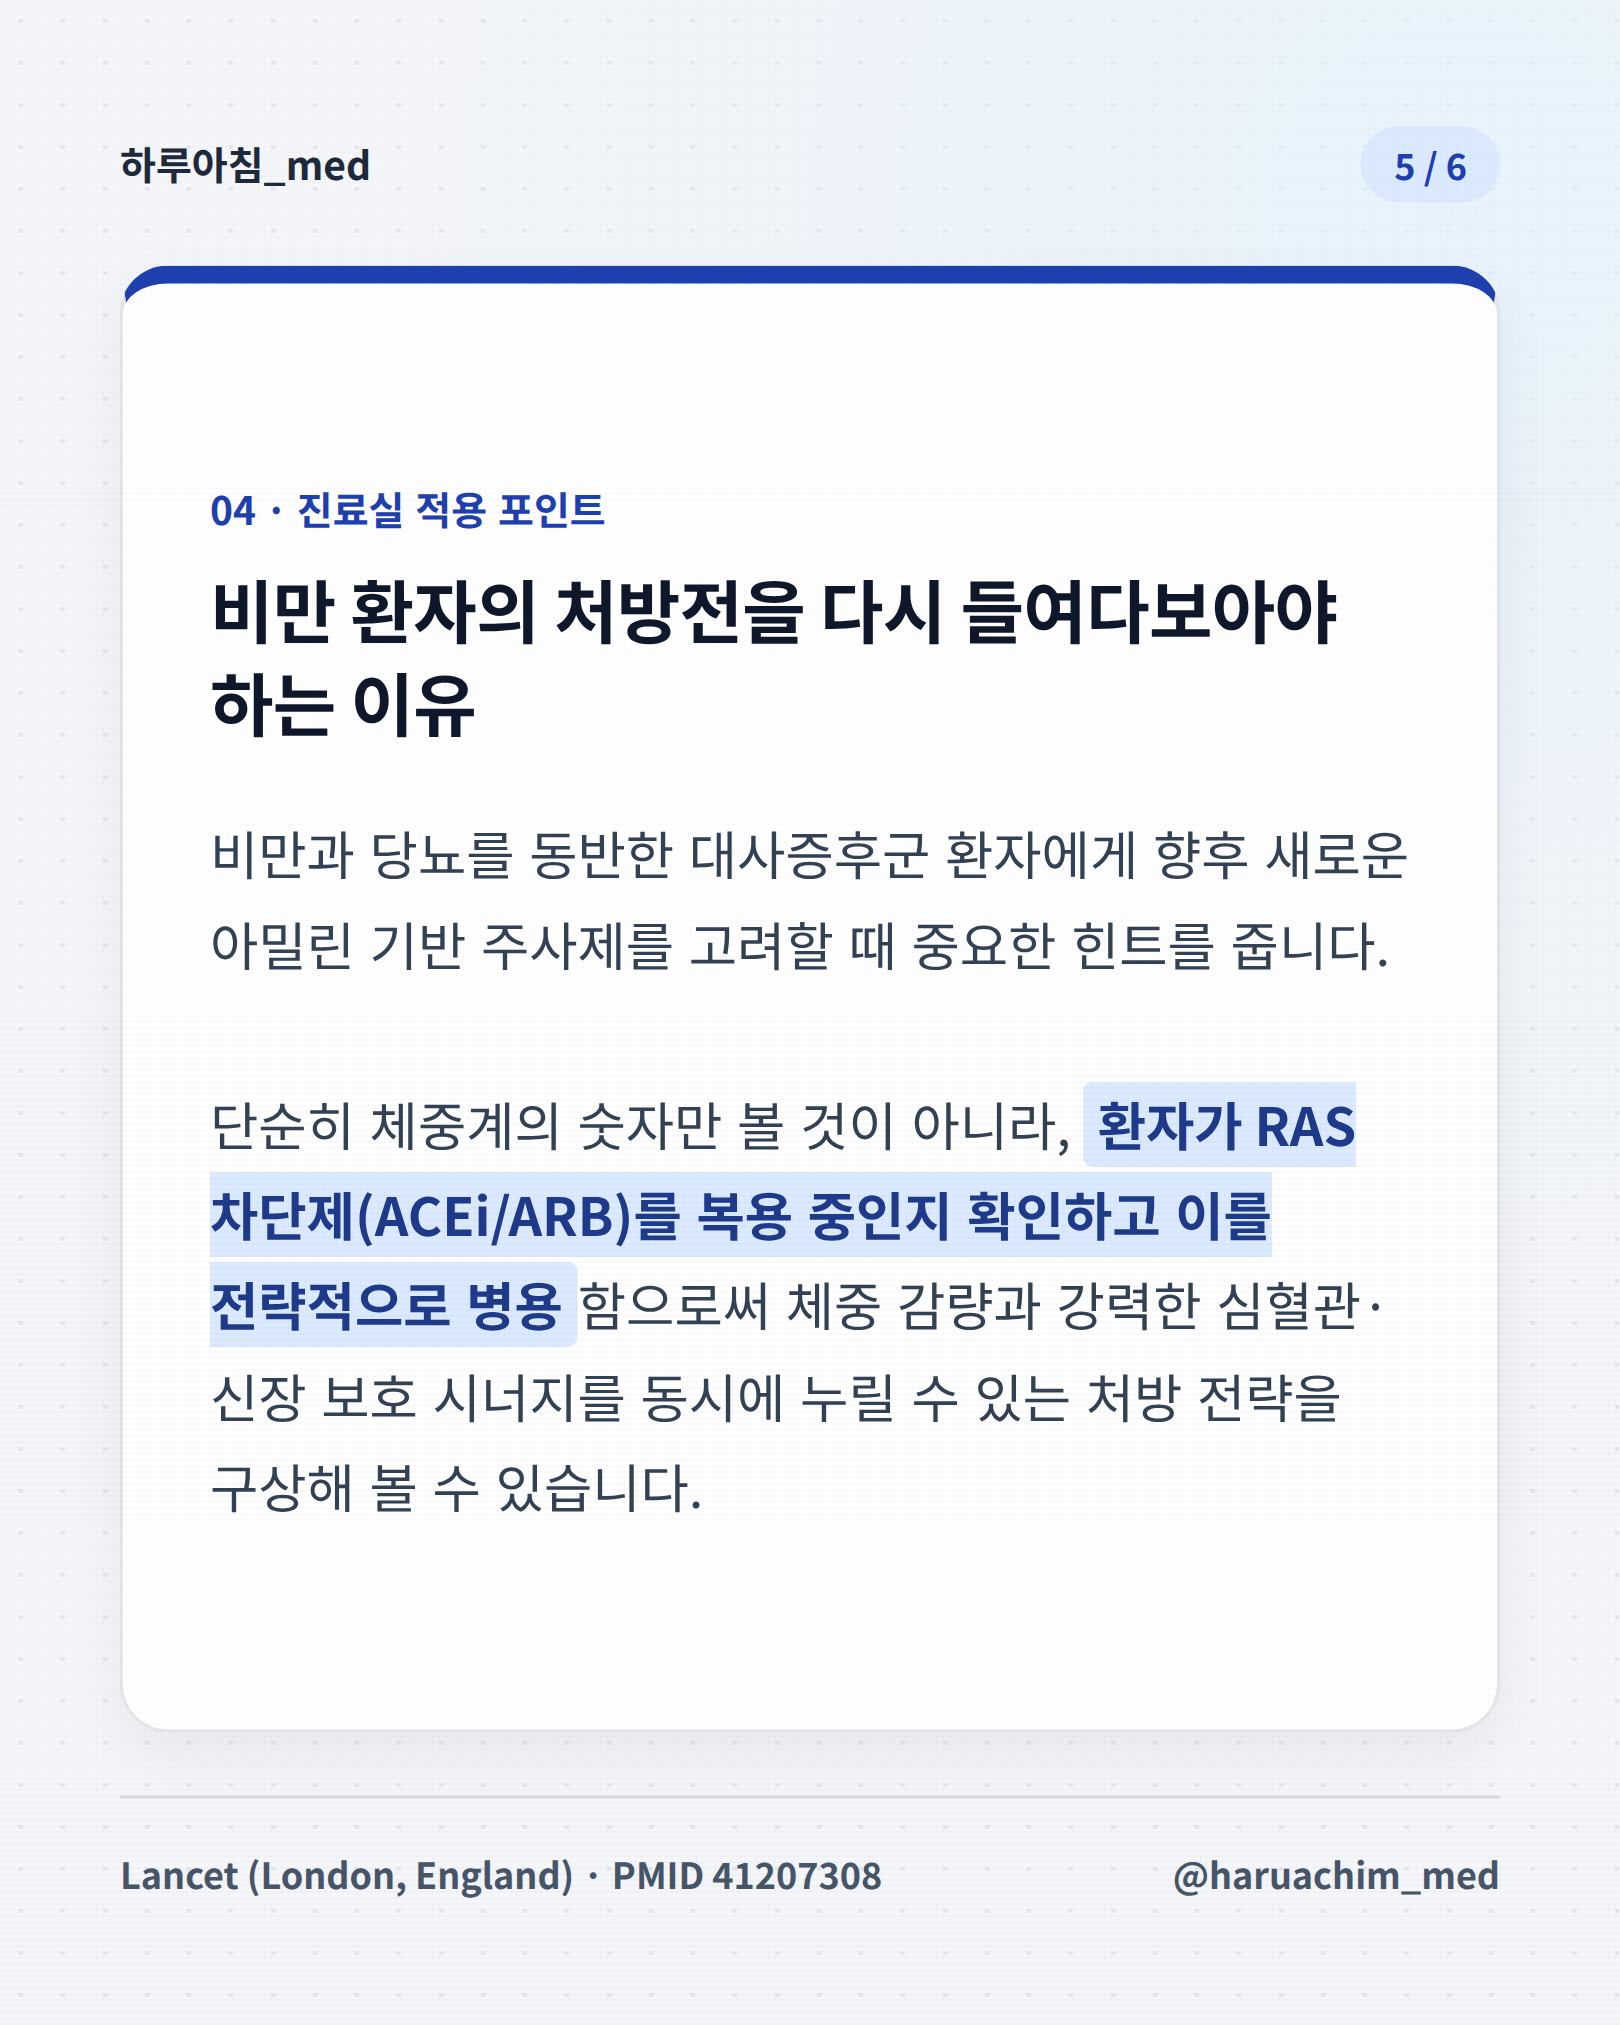 하루아침_med
5 / 6
04 · 진료실 적용 포인트
비만 환자의 처방전을 다시 들여다보아야
하는 이유
비만과 당뇨를 동반한 대사증후군 환자에게 향후 새로운
아밀린 기반 주사제를 고려할 때 중요한 힌트를 줍니다.
단순히 체중계의 숫자만 볼 것이 아니라, 환자가 RAS
차단제(ACEi/ARB)를 복용 중인지 확인하고 이를
전략적으로 병용 함으로써 체중 감량과 강력한 심혈관·
신장 보호 시너지를 동시에 누릴 수 있는 처방 전략을
구상해 볼 수 있습니다.
Lancet (London, England) · PMID 41207308
@haruachim_med